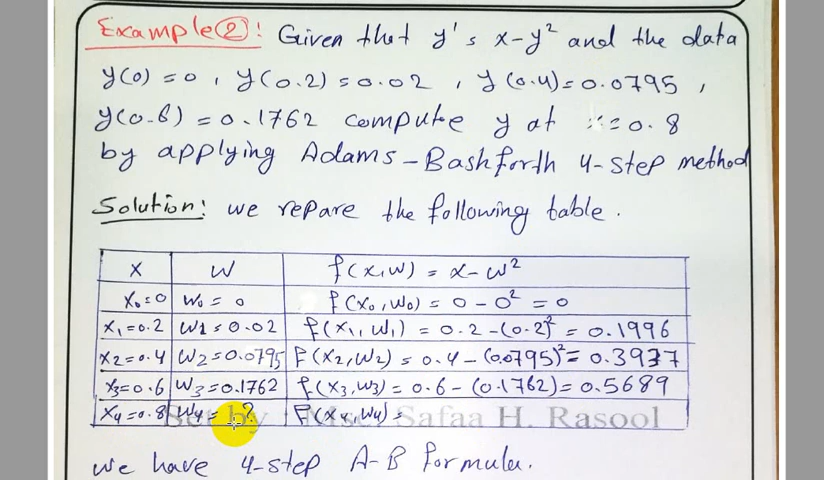 Example②: Given that y's x-y² and the data
y(0)=0, y(0.2)=0.02, y(0.4)=0.0795,
y(0.6)=0.1762 compute y at x=0.8
by applying Adams-Bashforth 4-step method
Solution: we repare the following table.
x w f(x,w) = x-w²
x₀=0 w₀=0 f(x₀,w₀) = 0-0² = 0
x₁=0.2 w₁=0.02 f(x₁,w₁) = 0.2-(0.2)² = 0.1996
x₂=0.4 w₂=0.0795 f(x₂,w₂) = 0.4-(0.0795)² = 0.3937
x₃=0.6 w₃=0.1762 f(x₃,w₃) = 0.6-(0.1762)= 0.5689
x₄=0.8 w₄=? f(x₄,w₄)=
Set by Safaa H. Rasool
we have 4-step A-B formula.